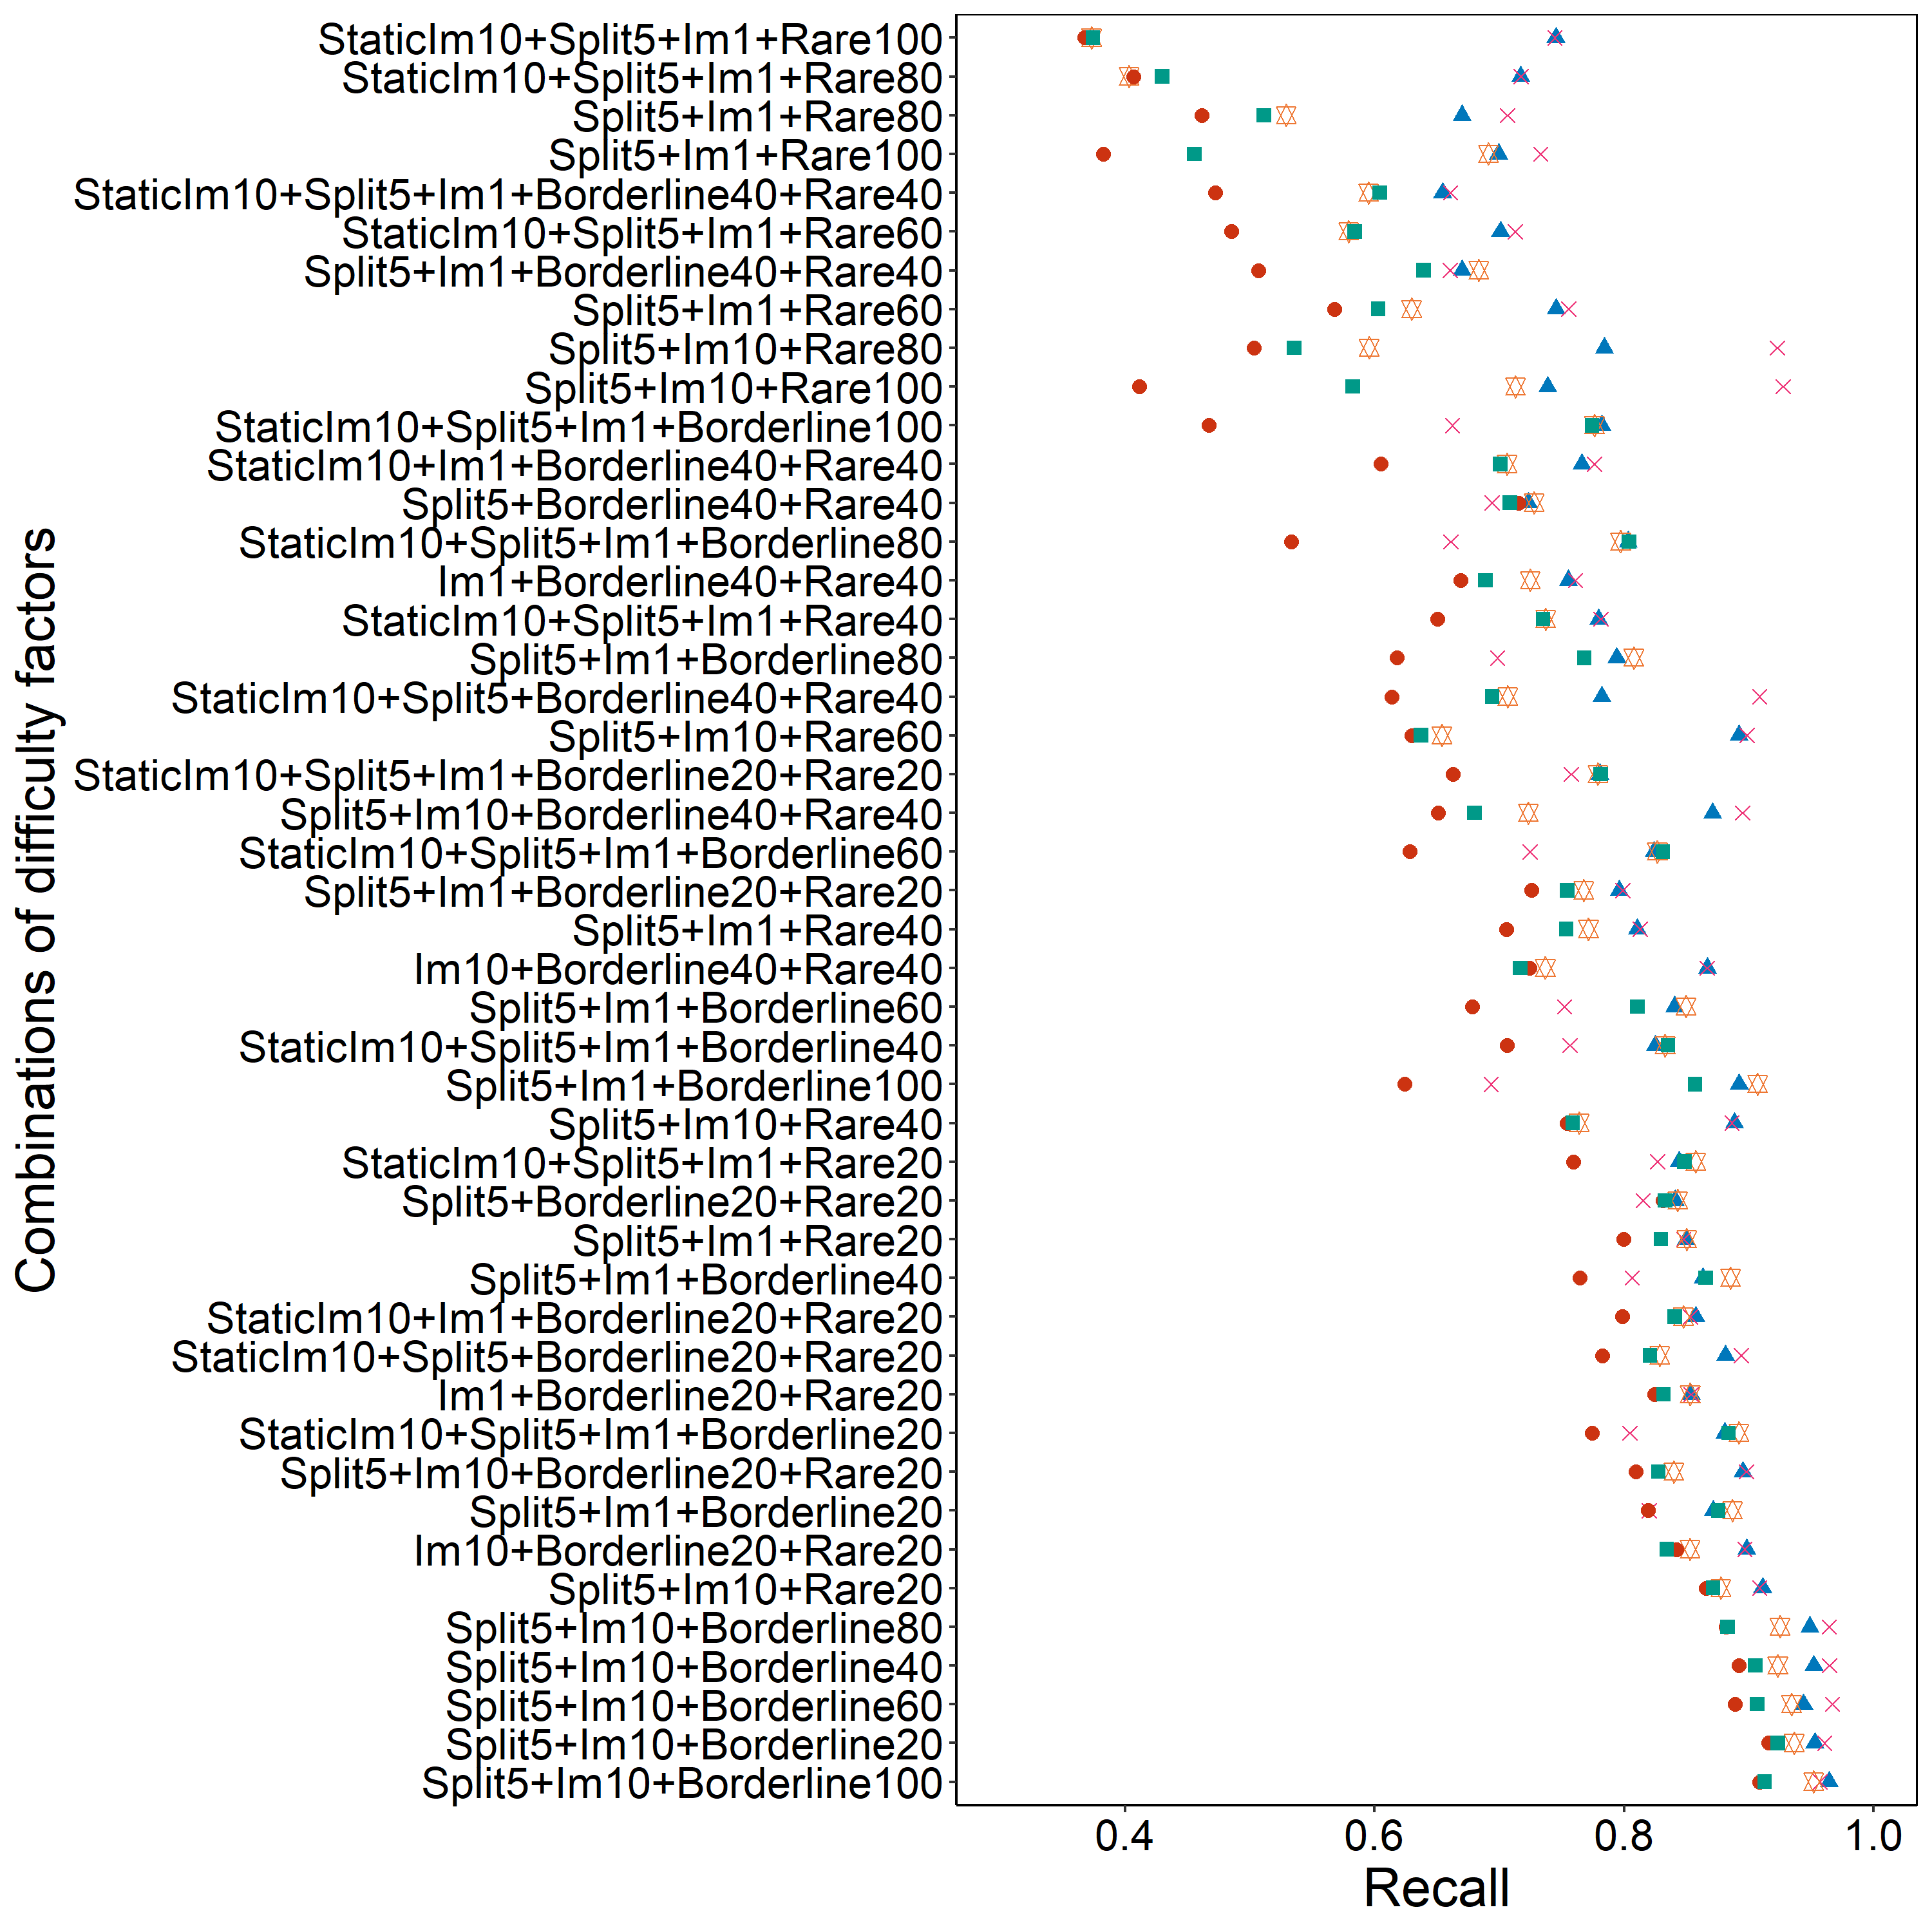 StaticIm10+Split5+Im1+Rare100
StaticIm10+Split5+Im1+Rare80
Split5+Im1+Rare80
Split5+Im1+Rare100
StaticIm10+Split5+Im1+Borderline40+Rare40
StaticIm10+Split5+Im1+Rare60
Split5+Im1+Borderline40+Rare40
Split5+Im1+Rare60
Split5+Im10+Rare80
Split5+Im10+Rare100
StaticIm10+Split5+Im1+Borderline100
StaticIm10+Im1+Borderline40+Rare40
Split5+Borderline40+Rare40
StaticIm10+Split5+Im1+Borderline80
Im1+Borderline40+Rare40
StaticIm10+Split5+Im1+Rare40
Split5+Im1+Borderline80
StaticIm10+Split5+Borderline40+Rare40
Split5+Im10+Rare60
StaticIm10+Split5+Im1+Borderline20+Rare20
Split5+Im10+Borderline40+Rare40
StaticIm10+Split5+Im1+Borderline60
Split5+Im1+Borderline20+Rare20
Split5+Im1+Rare40
Im10+Borderline40+Rare40
Split5+Im1+Borderline60
StaticIm10+Split5+Im1+Borderline40
Split5+Im1+Borderline100
Split5+Im10+Rare40
StaticIm10+Split5+Im1+Rare20
Split5+Borderline20+Rare20
Split5+Im1+Rare20
Split5+Im1+Borderline40
StaticIm10+Im1+Borderline20+Rare20
StaticIm10+Split5+Borderline20+Rare20
Im1+Borderline20+Rare20
StaticIm10+Split5+Im1+Borderline20
Split5+Im10+Borderline20+Rare20
Split5+Im1+Borderline20
Im10+Borderline20+Rare20
Split5+Im10+Rare20
Split5+Im10+Borderline80
Split5+Im10+Borderline40
Split5+Im10+Borderline60
Split5+Im10+Borderline20
Split5+Im10+Borderline100
Combinations of difficulty factors
0.4 0.6 0.8 1.0
Recall